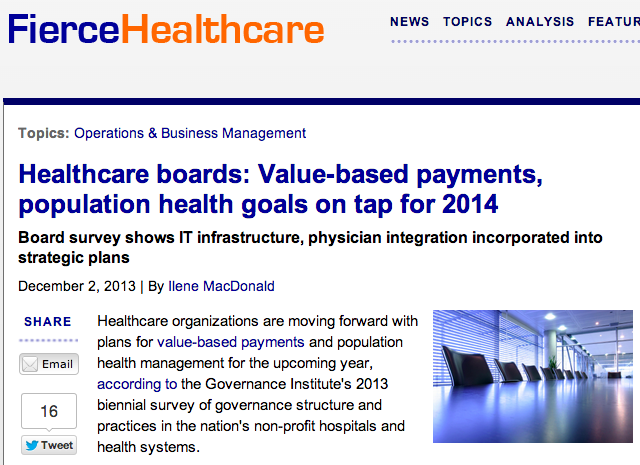 FierceHealthcare
NEWS TOPICS ANALYSIS FEATUR
Topics: Operations & Business Management
Healthcare boards: Value-based payments,
population health goals on tap for 2014
Board survey shows IT infrastructure, physician integration incorporated into
strategic plans
December 2, 2013 | By Ilene MacDonald
SHARE
Email
16
Tweet
Healthcare organizations are moving forward with
plans for value-based payments and population
health management for the upcoming year,
according to the Governance Institute's 2013
biennial survey of governance structure and
practices in the nation's non-profit hospitals and
health systems.